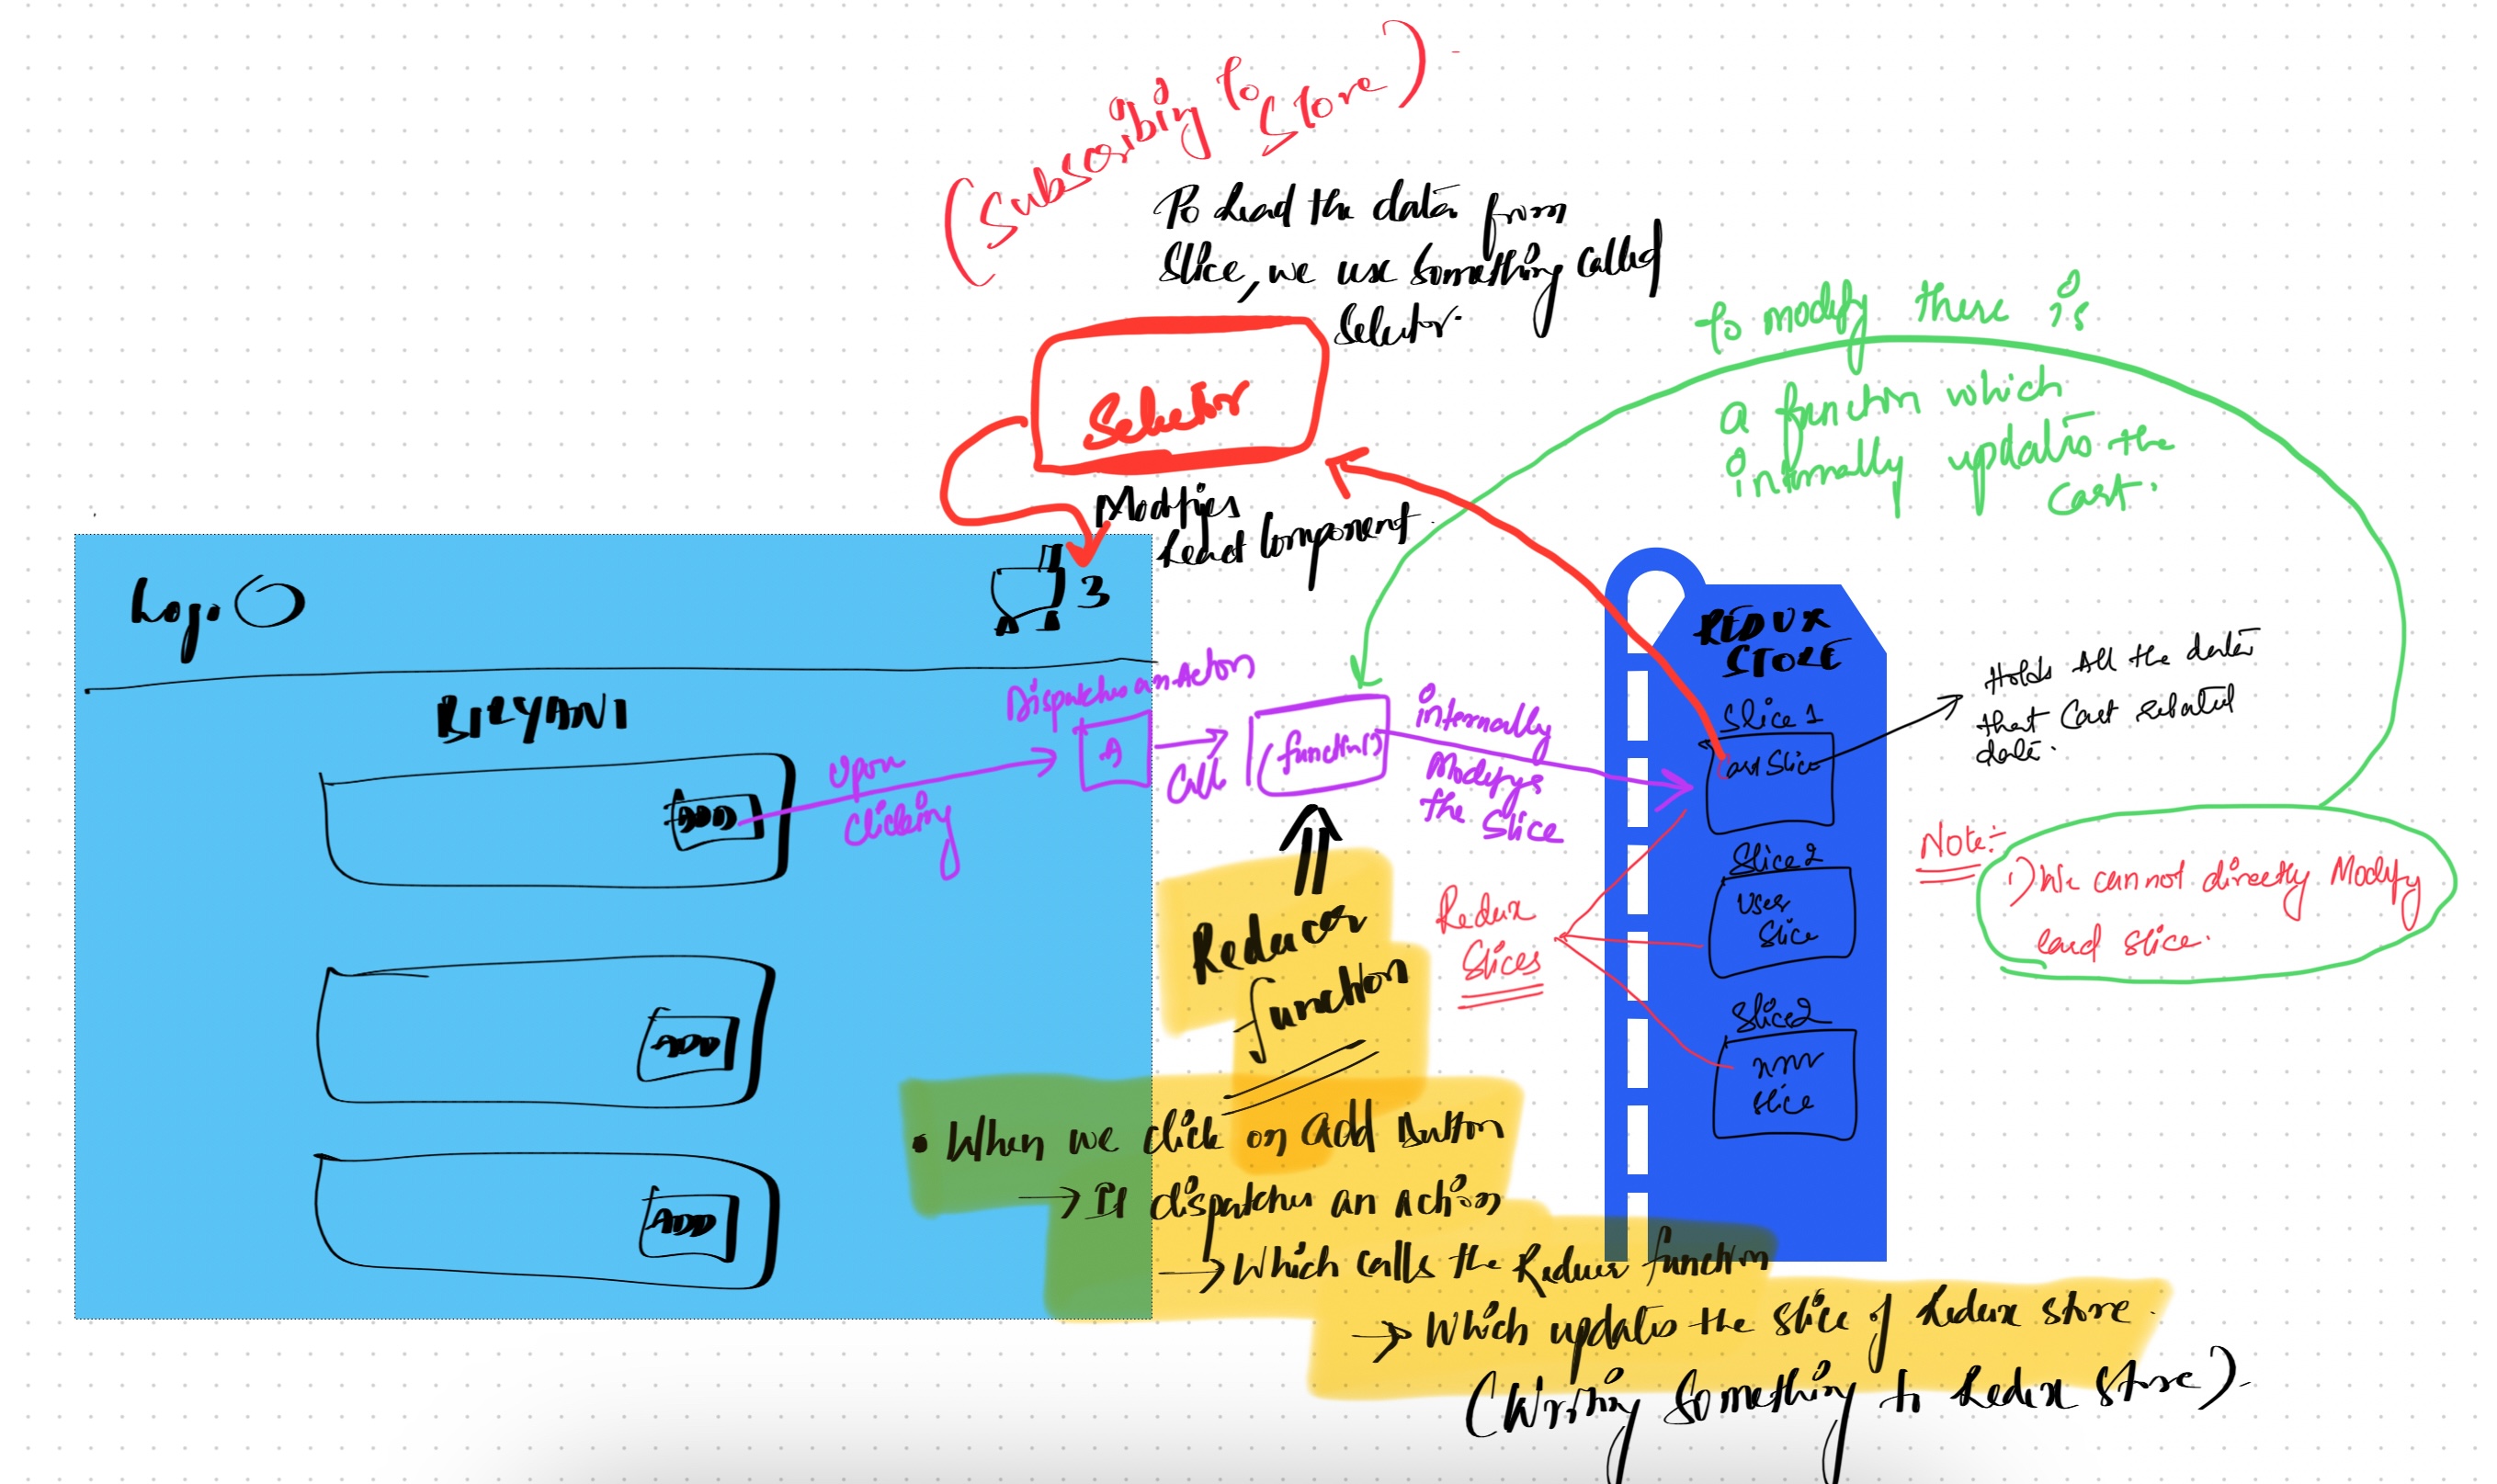 (Subscribing to
Store)
To Read the data from
Slice, we use something called
Selector.
Selector
Modifies
React Component.
to modify there is
a function which
internally updates the
Cart.
Logo
3
BIRYANI
ADD
ADD
ADD
Upon
Clicking
Dispatches an Action
A
Calls
function()
internally
Modifys
the Slice
Reducer
function
REDUX
STORE
Slice 1
Cart Slice
Slice 2
User
Slice
Slice2
slice
Redux
Slices
Holds All the data
that Cart related
data.
Note:-
1) We cannot directly Modify
card slice.
• When we click on Add Button
→ It dispatches an action
→ Which calls the Reducer function
→ Which updates the slice of Redux store.
(Writing Something to Redux Store).